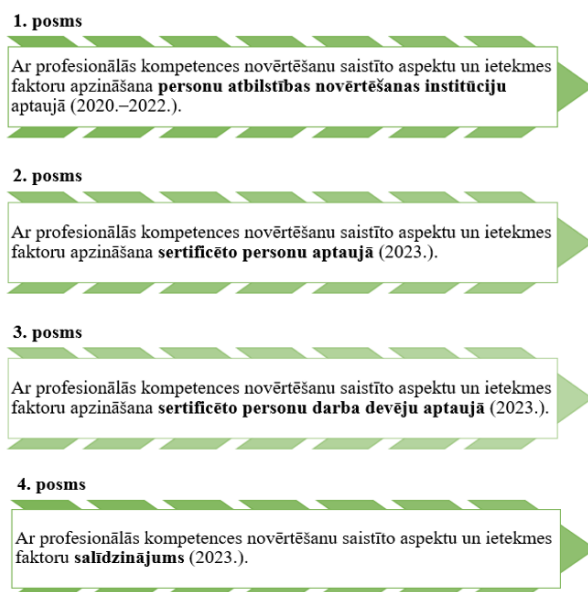 1. posms
Ar profesionālās kompetences novērtēšanu saistīto aspektu un ietekmes
faktoru apzināšana personu atbilstības novērtēšanas institūciju
aptaujā (2020.–2022.).
2. posms
Ar profesionālās kompetences novērtēšanu saistīto aspektu un ietekmes
faktoru apzināšana sertificēto personu aptaujā (2023.).
3. posms
Ar profesionālās kompetences novērtēšanu saistīto aspektu un ietekmes
faktoru apzināšana sertificēto personu darba devēju aptaujā (2023.).
4. posms
Ar profesionālās kompetences novērtēšanu saistīto aspektu un ietekmes
faktoru salīdzinājums (2023.).